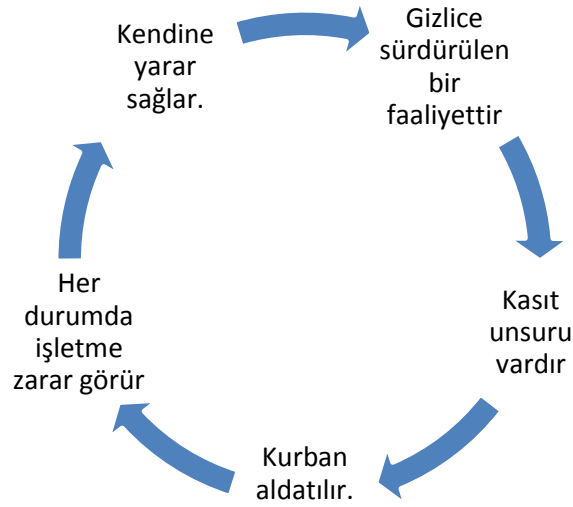 Gizlice
sürdürülen
bir
faaliyettir
Kasıt
unsuru
vardır
Kurban
aldatılır.
Her
durumda
işletme
zarar görür
Kendine
yarar
sağlar.